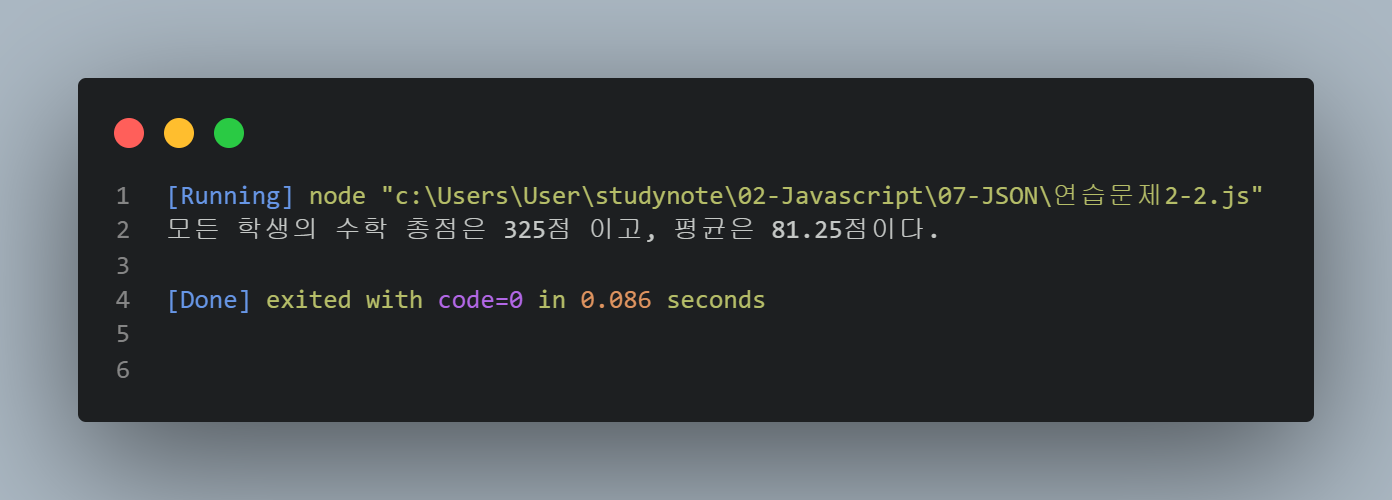 1 [Running] node "c:\Users\User\studynote\02-Javascript\07-JSON\연습문제2-2.js"
2 모든 학생의 수학 총점은 325점 이고, 평균은 81.25점이다.
3
4 [Done] exited with code=0 in 0.086 seconds
5
6